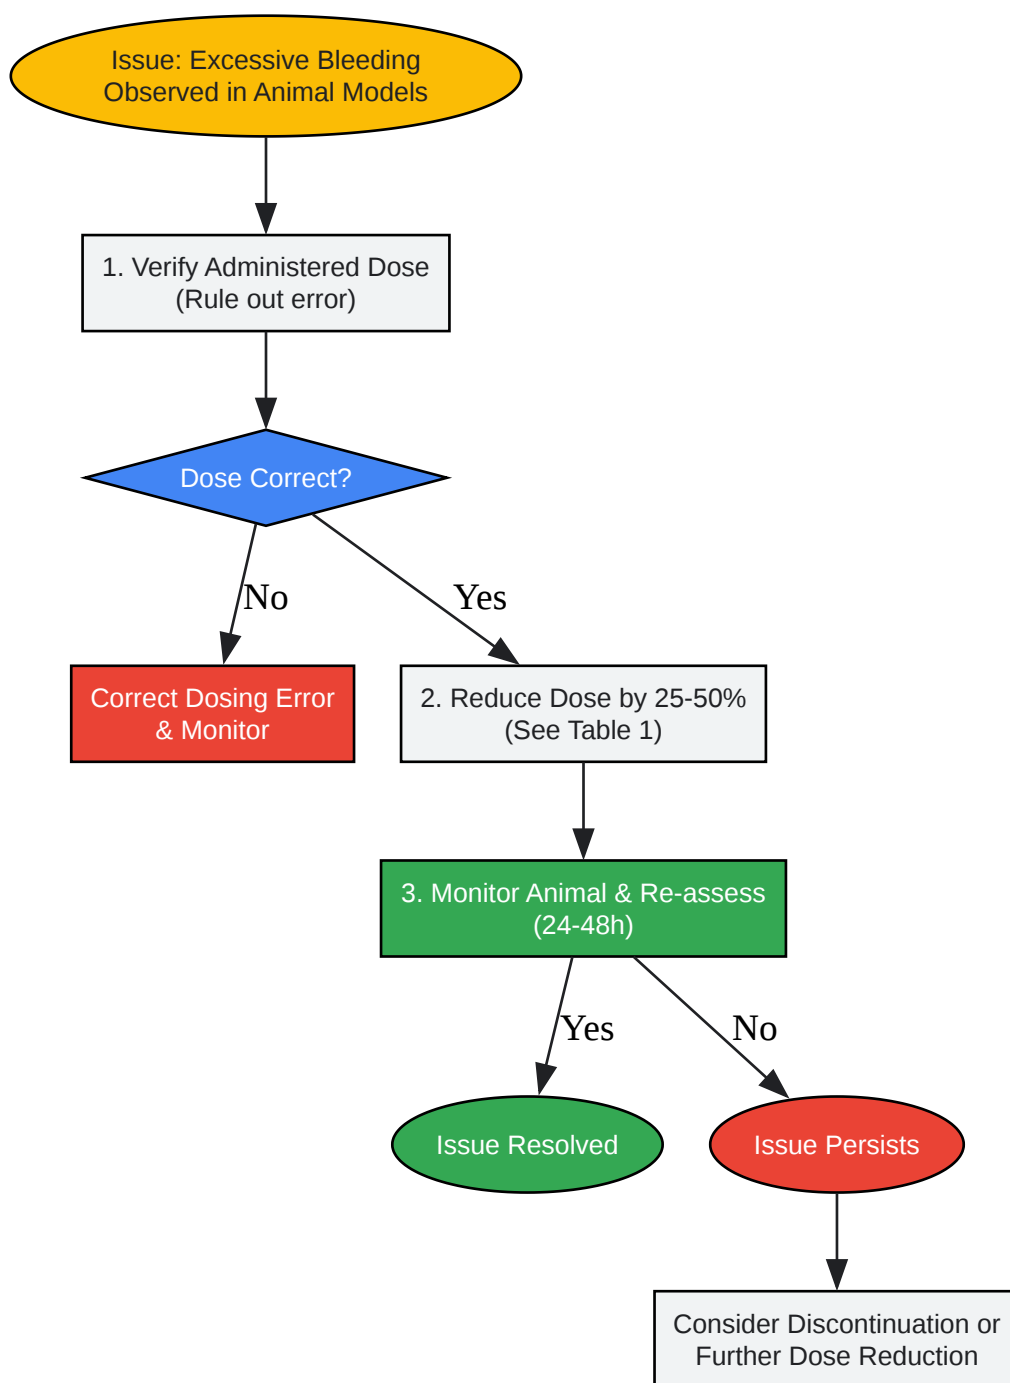 Issue: Excessive Bleeding
Observed in Animal Models
1. Verify Administered Dose
(Rule out error)
Dose Correct?
No
Yes
Correct Dosing Error
& Monitor
2. Reduce Dose by 25-50%
(See Table 1)
3. Monitor Animal & Re-assess
(24-48h)
Yes
No
Issue Resolved
Issue Persists
Consider Discontinuation or
Further Dose Reduction